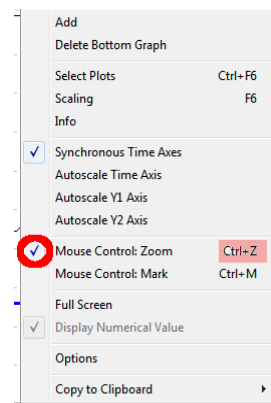 Add
Delete Bottom Graph
Select Plots Ctrl+F6
Scaling F6
Info
Synchronous Time Axes
Autoscale Time Axis
Autoscale Y1 Axis
Autoscale Y2 Axis
Mouse Control: Zoom Ctrl+Z
Mouse Control: Mark Ctrl+M
Full Screen
Display Numerical Value
Options
Copy to Clipboard